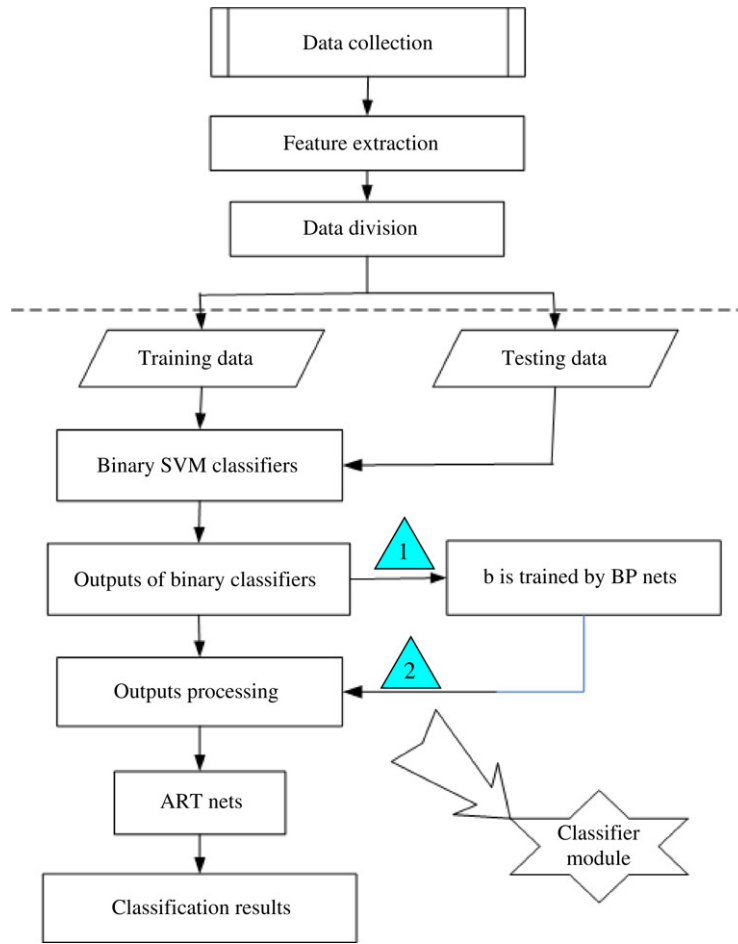 Data collection
Feature extraction
Data division
Training data
Testing data
Binary SVM classifiers
1
Outputs of binary classifiers
b is trained by BP nets
2
Outputs processing
ART nets
Classifier
module
Classification results